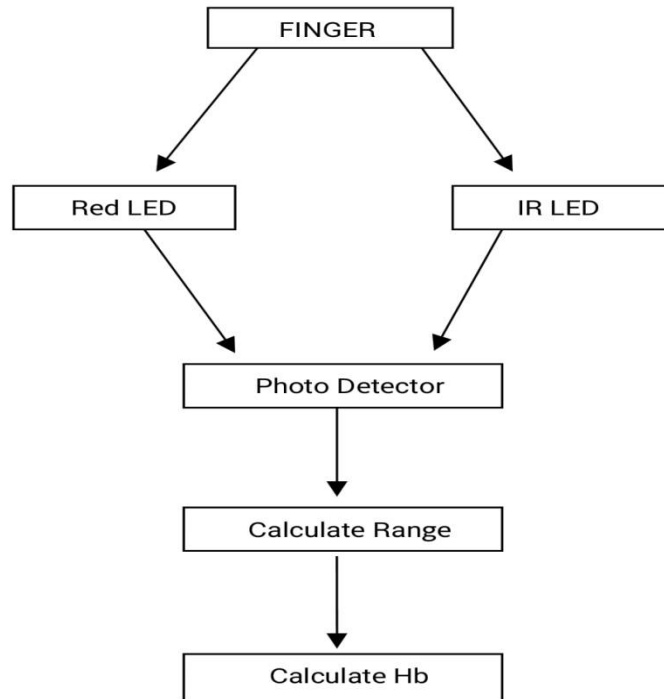 FINGER
Red LED
IR LED
Photo Detector
Calculate Range
Calculate Hb